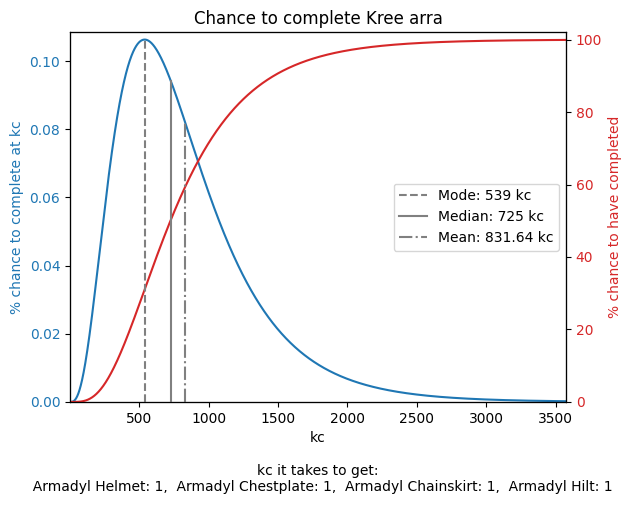 Chance to complete Kree arra
% chance to complete at kc
0.10
0.08
0.06
0.04
0.02
0.00
100
80
60
40
20
0
% chance to have completed
Mode: 539 kc
Median: 725 kc
Mean: 831.64 kc
500 1000 1500 2000 2500 3000 3500
kc
kc it takes to get:
Armadyl Helmet: 1, Armadyl Chestplate: 1, Armadyl Chainskirt: 1, Armadyl Hilt: 1